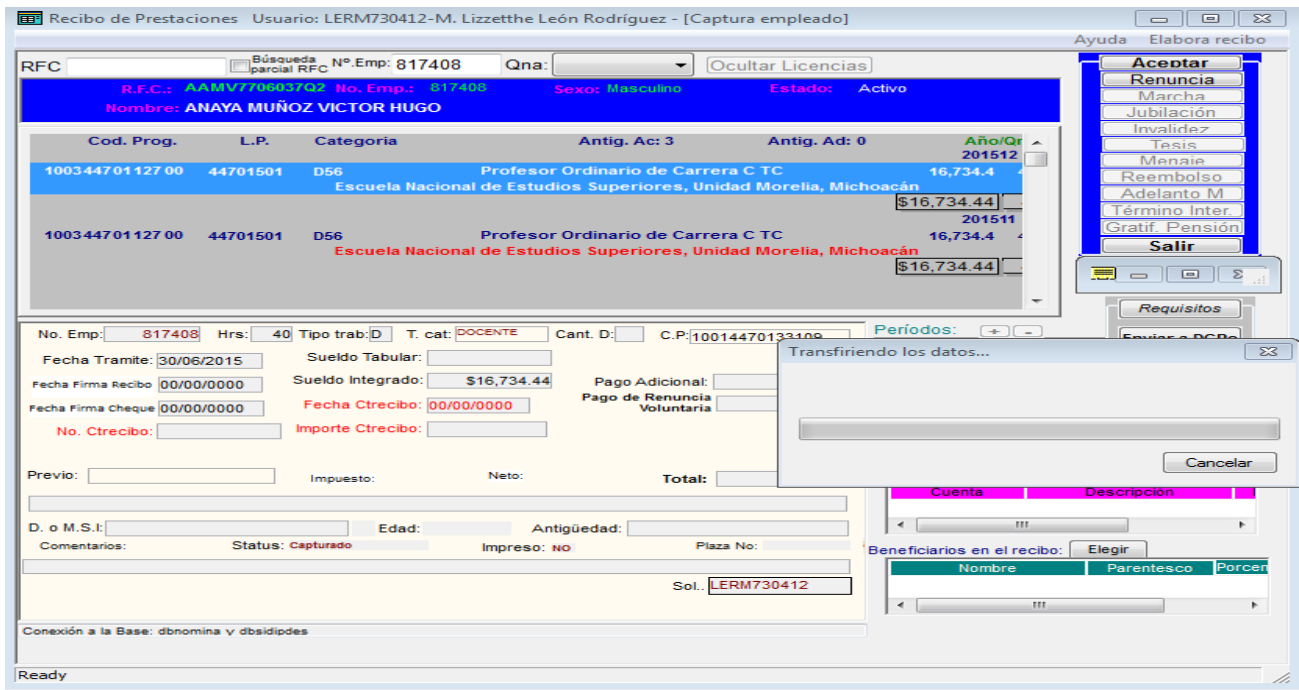 Recibo de Prestaciones Usuario: LERM730412-M. Lizzetthe León Rodríguez - [Captura empleado]
Ayuda Elabora recibo
RFC Búsqueda parcial RFC Nº.Emp: 817408 Qna: Ocultar Licencias
R.F.C.: AAMV7706037Q2 No. Emp.: 817408 Sexo: Masculino Estado: Activo
Nombre: ANAYA MUÑOZ VICTOR HUGO
Cod. Prog. L.P. Categoria Antig. Ac: 3 Antig. Ad: 0 Año/Qr
201512
1003447011270​0 44701501 D56 Profesor Ordinario de Carrera C TC 16,734.4
Escuela Nacional de Estudios Superiores, Unidad Morelia, Michoacán
$16,734.44
201511
10034470112700 44701501 D56 Profesor Ordinario de Carrera C TC 16,734.4
Escuela Nacional de Estudios Superiores, Unidad Morelia, Michoacán
$16,734.44
Aceptar
Renuncia
Marcha
Jubilación
Invalidez
Tesis
Menaje
Reembolso
Adelanto M
Término Inter.
Gratif. Pensión
Salir
Requisitos
Enviar a DGPe
No. Emp: 817408 Hrs: 40 Tipo trab: D T. cat: DOCENTE Cant. D: C.P: 10014470133109 Períodos: + -
Fecha Tramite: 30/06/2015 Sueldo Tabular:
Fecha Firma Recibo 00/00/0000 Sueldo Integrado: $16,734.44 Pago Adicional:
Fecha Firma Cheque 00/00/0000 Fecha Ctrecibo: 00/00/0000 Pago de Renuncia Voluntaria
No. Ctrecibo: Importe Ctrecibo:
Previo: Impuesto: Neto: Total:
D. o M.S.I: Edad: Antigüedad:
Comentarios: Status: Capturado Impreso: NO Plaza No:
Sol.. LERM730412
Transfiriendo los datos...
Cancelar
Cuenta Descripción
Beneficiarios en el recibo: Elegir
Nombre Parentesco Porcen
Conexión a la Base: dbnomina y dbsidipdes
Ready